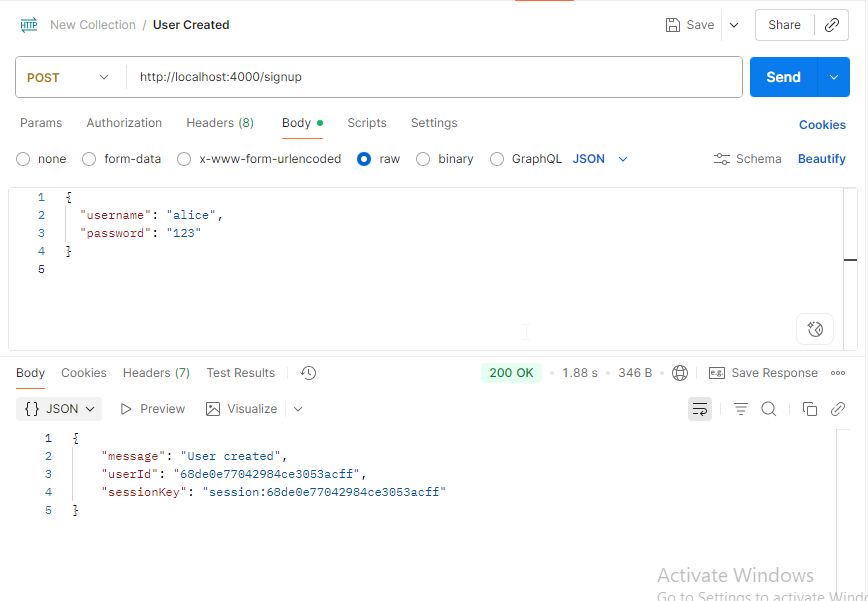 HTTP New Collection / User Created Save Share
POST http://localhost:4000/signup Send
Params Authorization Headers (8) Body Scripts Settings Cookies
none form-data x-www-form-urlencoded raw binary GraphQL JSON Schema Beautify
1 {
2 "username": "alice",
3 "password": "123"
4 }
5
Body Cookies Headers (7) Test Results 200 OK • 1.88 s • 346 B • e.g. Save Response
{} JSON Preview Visualize
1 {
2 "message": "User created",
3 "userId": "68de0e77042984ce3053acff",
4 "sessionKey": "session:68de0e77042984ce3053acff"
5 }
Activate Windows
Go to Settings to activate Wind